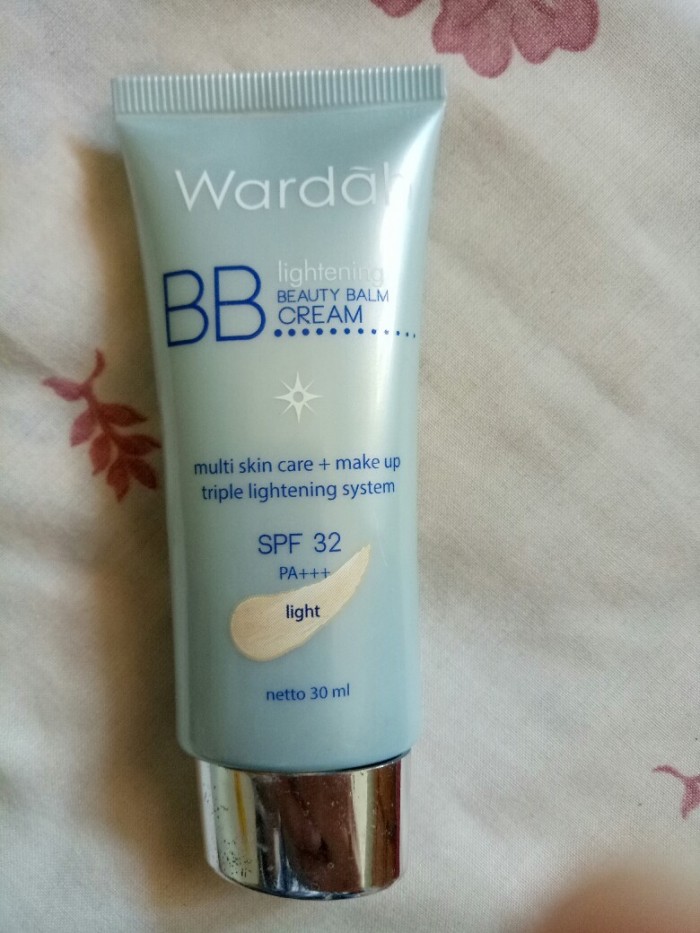 Wardãh
lightening
BB BEAUTY BALM
CREAM
multi skin care + make up
triple lightening system
SPF 32
PA+++
light
netto 30 ml